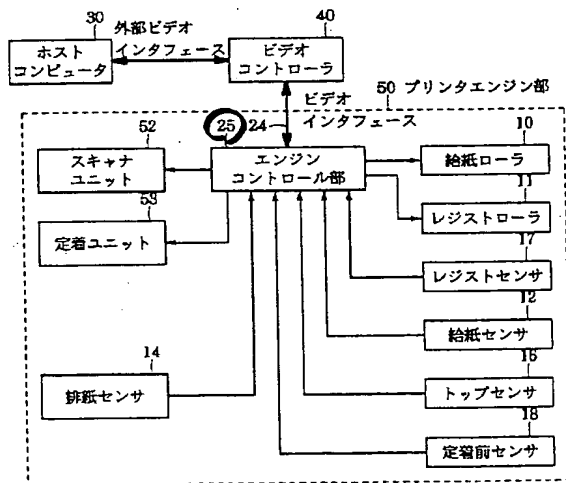 30
ホスト
コンピュータ
外部ビデオ
インタフェース
40
ビデオ
コントローラ
50 プリンタエンジン部
ビデオ
インタフェース
25
24
エンジン
コントロール部
52
スキャナ
ユニット
53
定着ユニット
14
排紙センサ
10
給紙ローラ
11
レジストローラ
17
レジストセンサ
12
給紙センサ
16
トップセンサ
18
定着前センサ